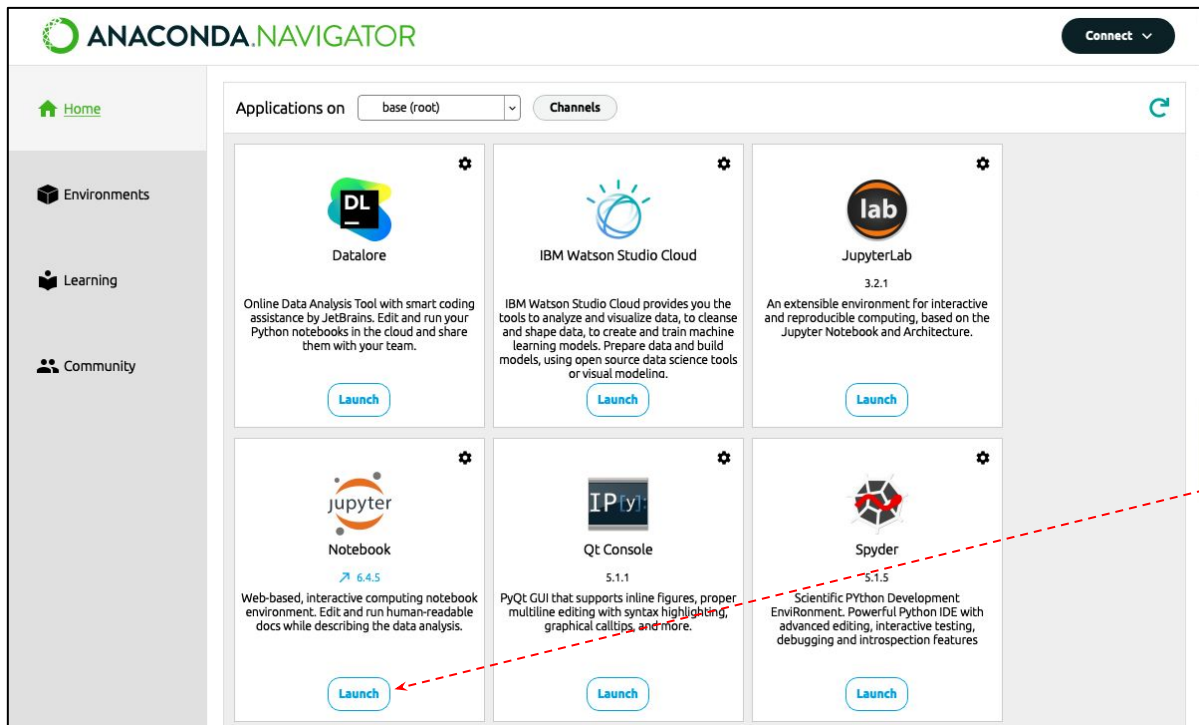 ANACONDA.NAVIGATOR
Connect
Home
Applications on
base (root)
Channels
Environments
Learning
Community
DL
Datalore
Online Data Analysis Tool with smart coding
assistance by JetBrains. Edit and run your
Python notebooks in the cloud and share
them with your team.
Launch
IBM Watson Studio Cloud
IBM Watson Studio Cloud provides you the
tools to analyze and visualize data, to cleanse
and shape data, to create and train machine
learning models. Prepare data and build
models, using open source data science tools
or visual modeling.
Launch
lab
JupyterLab
3.2.1
An extensible environment for interactive
and reproducible computing, based on the
Jupyter Notebook and Architecture.
Launch
jupyter
Notebook
6.4.5
Web-based, interactive computing notebook
environment. Edit and run human-readable
docs while describing the data analysis.
Launch
IP[y]:
Qt Console
5.1.1
PyQt GUI that supports inline figures, proper
multiline editing with syntax highlighting,
graphical calltips, and more.
Launch
Spyder
5.1.5
Scientific PYthon Development
EnviRonment. Powerful Python IDE with
advanced editing, interactive testing,
debugging and introspection features
Launch